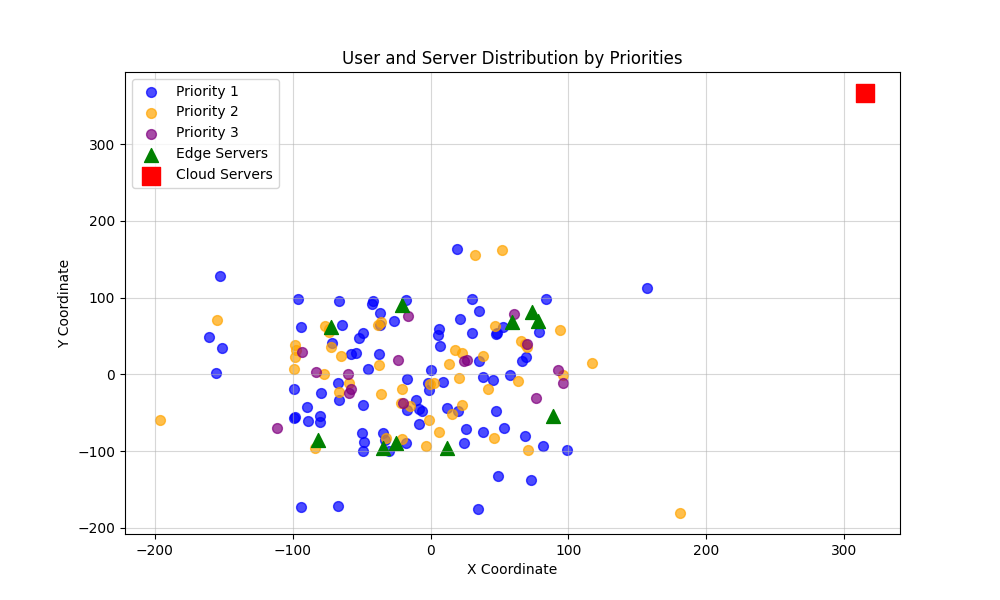 User and Server Distribution by Priorities
Priority 1
Priority 2
Priority 3
Edge Servers
Cloud Servers
Y Coordinate
300
200
100
0
−100
−200
−200
−100
0
100
200
300
X Coordinate